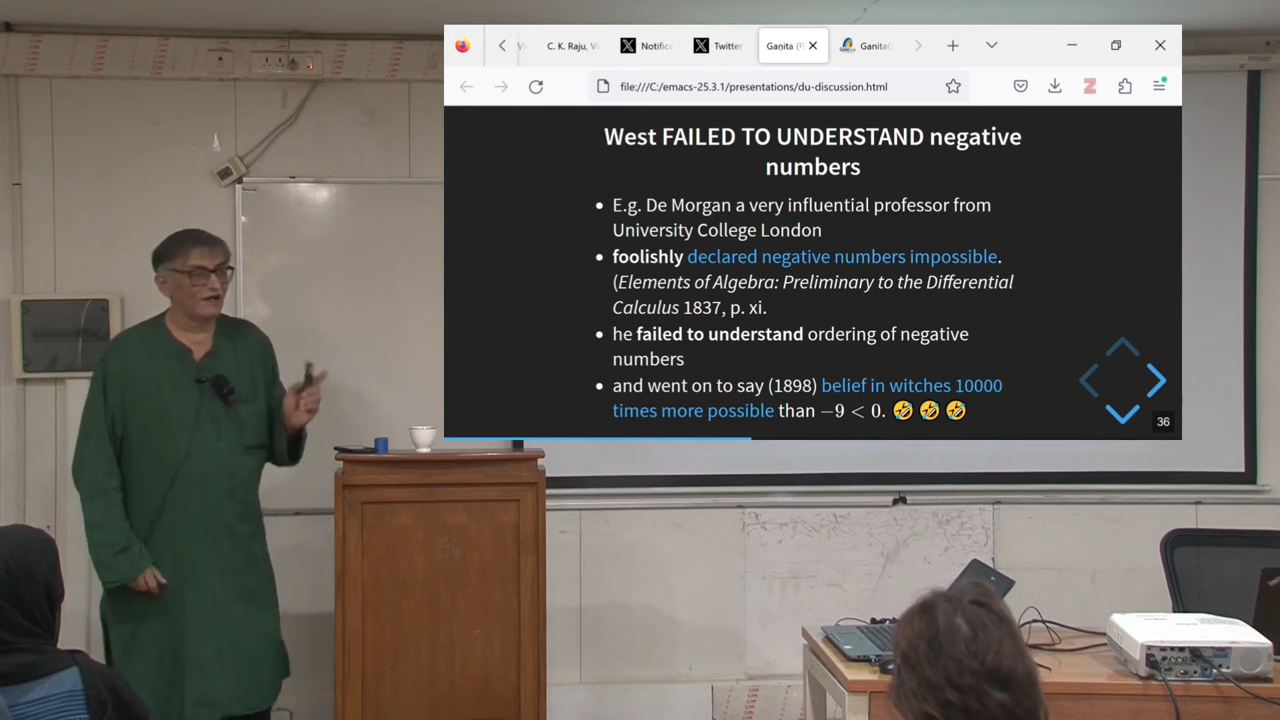 C. K. Raju, Vi
Notifica
Twitter
Gaṇita (
GanitaC
file:///C:/emacs-25.3.1/presentations/du-discussion.html
West FAILED TO UNDERSTAND negative
numbers
E.g. De Morgan a very influential professor from
University College London
foolishly declared negative numbers impossible.
(Elements of Algebra: Preliminary to the Differential
Calculus 1837, p. xi.
he failed to understand ordering of negative
numbers
and went on to say (1898) belief in witches 10000
times more possible than −9 < 0. 🤣 🤣 🤣
36